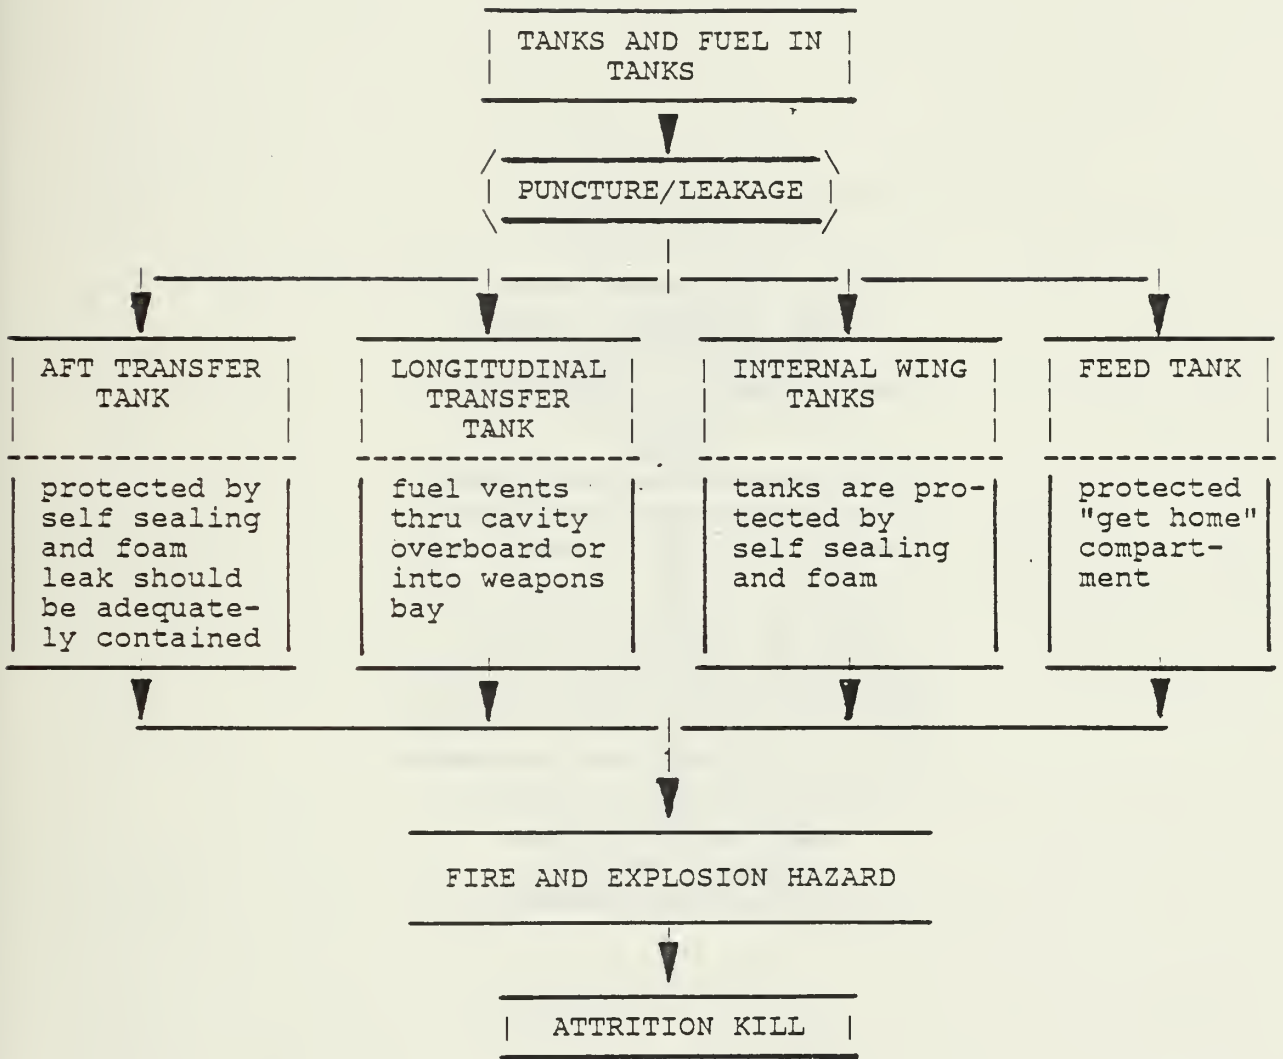 TANKS AND FUEL IN
TANKS
PUNCTURE/LEAKAGE
AFT TRANSFER
TANK
protected by
self sealing
and foam
leak should
be adequate-
ly contained
LONGITUDINAL
TRANSFER
TANK
fuel vents
thru cavity
overboard or
into weapons
bay
INTERNAL WING
TANKS
tanks are pro-
tected by
self sealing
and foam
FEED TANK
protected
"get home"
compart-
ment
FIRE AND EXPLOSION HAZARD
ATTRITION KILL